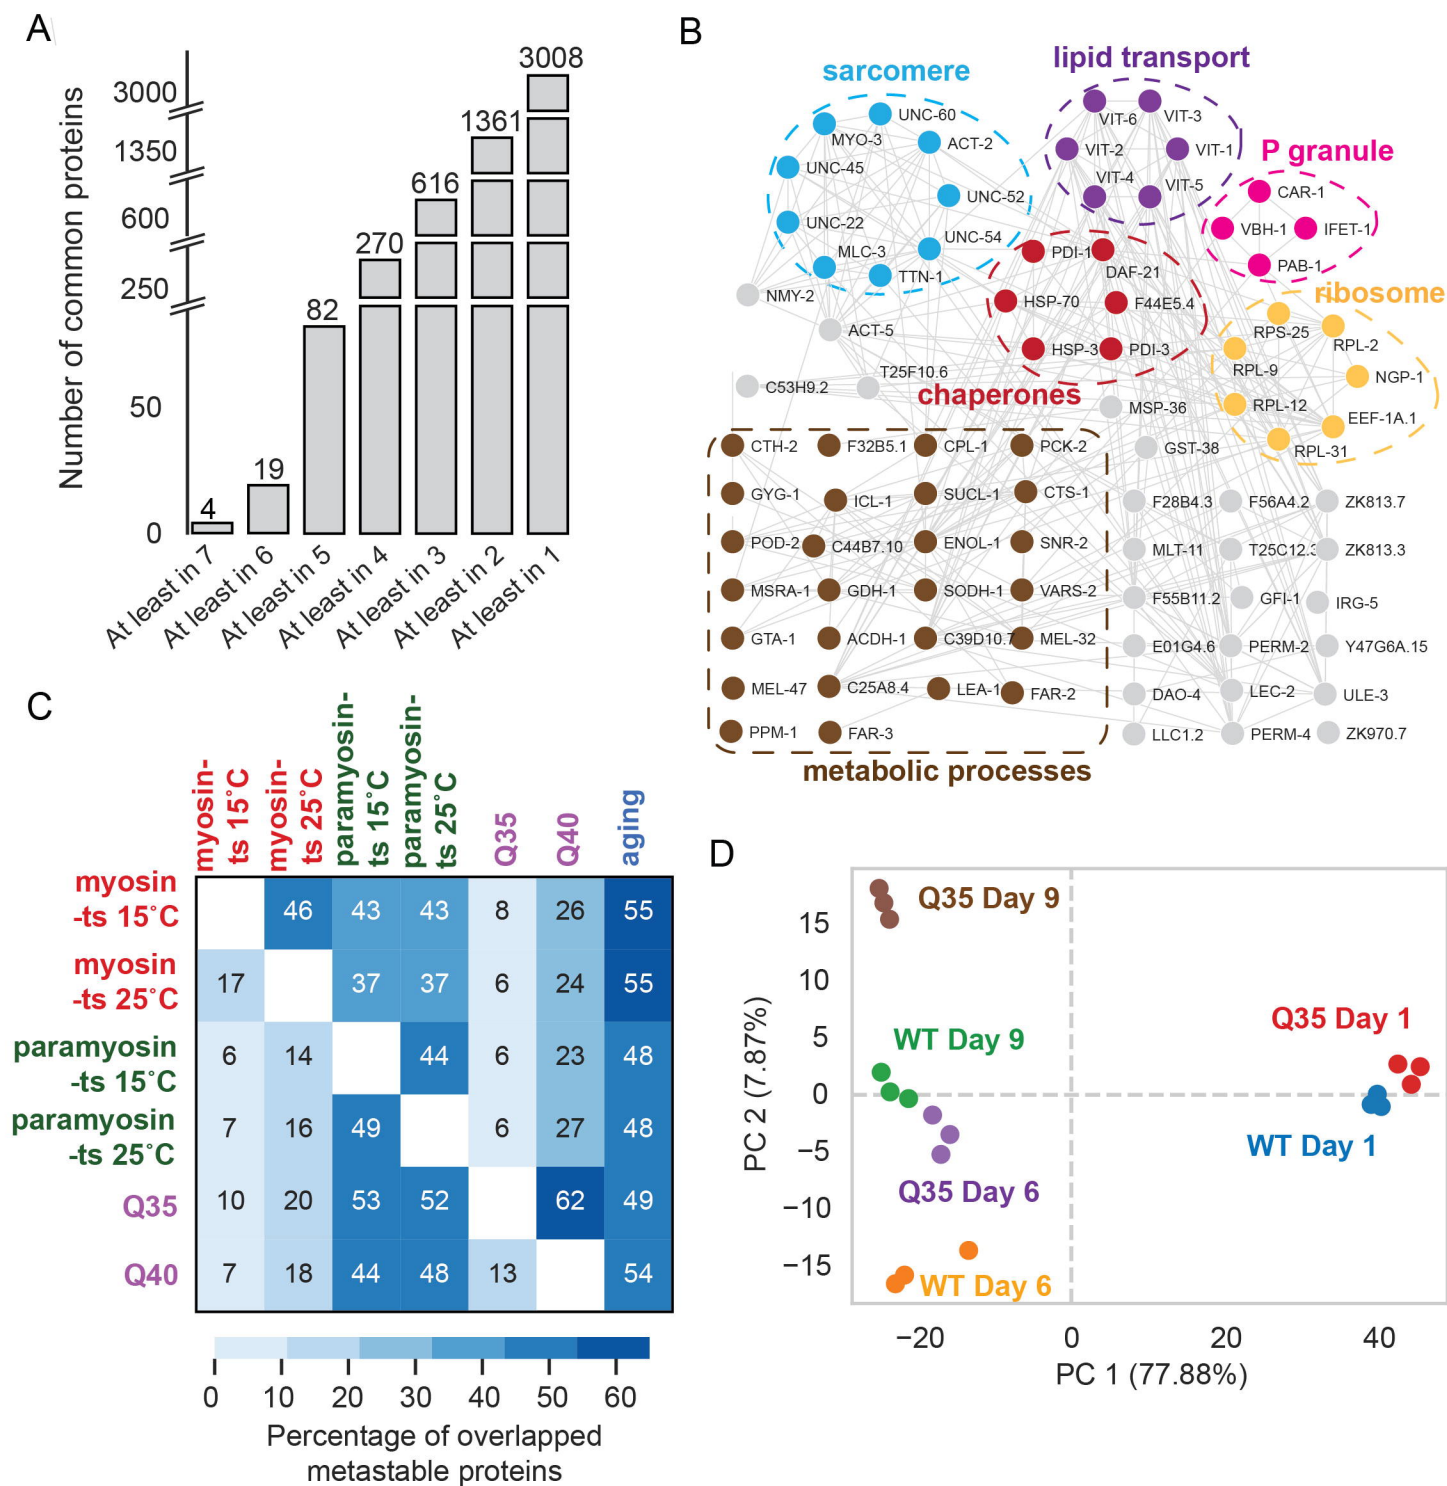 A
Number of common proteins
3000
1350
600
250
50
0
4
19
82
270
616
1361
3008
At least in 7
At least in 6
At least in 5
At least in 4
At least in 3
At least in 2
At least in 1
B
sarcomere
lipid transport
P granule
ribosome
chaperones
metabolic processes
UNC-60
MYO-3
ACT-2
UNC-45
UNC-52
UNC-22
UNC-54
MLC-3
TTN-1
VIT-6
VIT-3
VIT-2
VIT-1
VIT-4
VIT-5
CAR-1
VBH-1
IFET-1
PAB-1
PDI-1
DAF-21
HSP-70
F44E5.4
HSP-3
PDI-3
RPS-25
RPL-2
RPL-9
NGP-1
RPL-12
EEF-1A.1
RPL-31
NMY-2
ACT-5
C53H9.2
T25F10.6
MSP-36
GST-38
CTH-2
F32B5.1
CPL-1
PCK-2
GYG-1
ICL-1
SUCL-1
CTS-1
POD-2
C44B7.10
ENOL-1
SNR-2
MSRA-1
GDH-1
SODH-1
VARS-2
GTA-1
ACDH-1
C39D10.7
MEL-32
MEL-47
C25A8.4
LEA-1
FAR-2
PPM-1
FAR-3
F28B4.3
F56A4.2
ZK813.7
MLT-11
T25C12.3
ZK813.3
F55B11.2
GFI-1
IRG-5
E01G4.6
PERM-2
Y47G6A.15
DAO-4
LEC-2
ULE-3
LLC1.2
PERM-4
ZK970.7
C
myosin-
ts 15˚C
myosin-
ts 25˚C
paramyosin-
ts 15˚C
paramyosin-
ts 25˚C
Q35
Q40
aging
myosin
-ts 15˚C
46 43 43 8 26 55
myosin
-ts 25˚C
17 37 37 6 24 55
paramyosin
-ts 15˚C
6 14 44 6 23 48
paramyosin
-ts 25˚C
7 16 49 6 27 48
Q35 10 20 53 52 62 49
Q40 7 18 44 48 13 54
0 10 20 30 40 50 60
Percentage of overlapped
metastable proteins
D
PC 2 (7.87%)
15
10
5
0
−5
−10
−15
Q35 Day 9
WT Day 9
Q35 Day 1
WT Day 1
Q35 Day 6
WT Day 6
−20 0 20 40
PC 1 (77.88%)